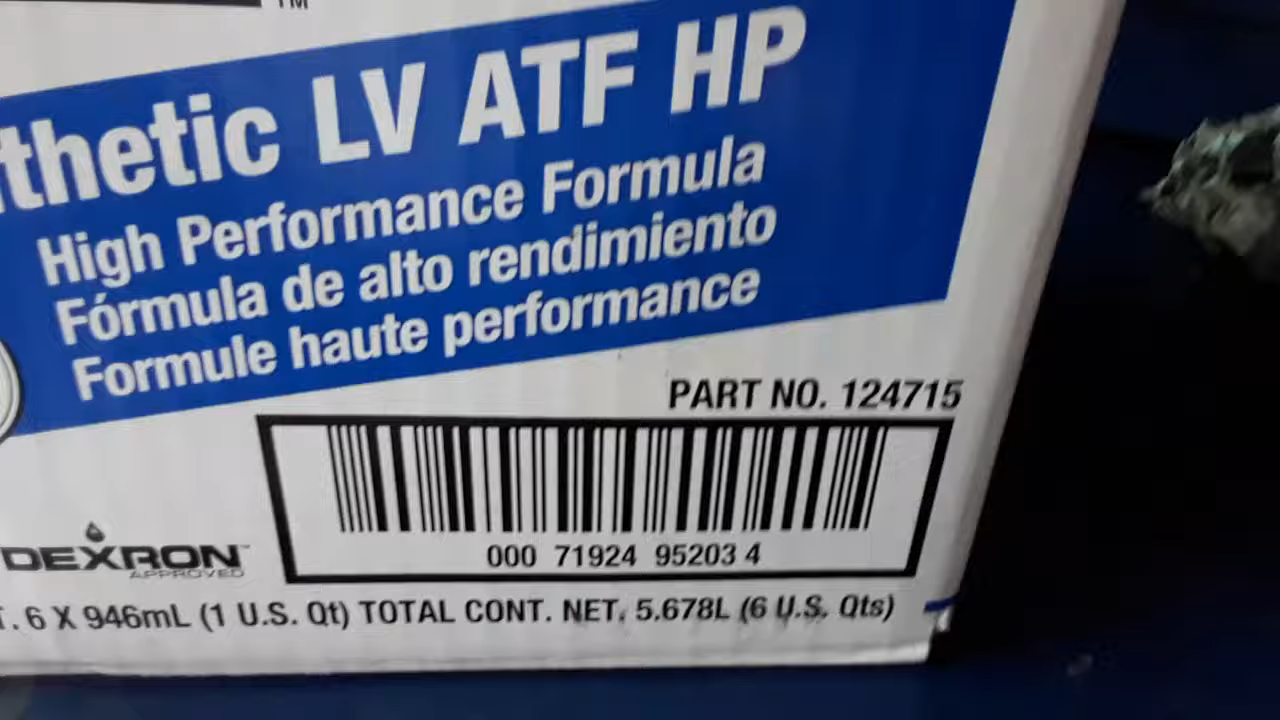 TM
thetic LV ATF HP
High Performance Formula
Fórmula de alto rendimiento
Formule haute performance
PART NO. 124715
000 71924 95203 4
DEXRON
APPROVED
. 6 X 946mL (1 U.S. Qt) TOTAL CONT. NET. 5.678L (6 U.S. Qts)